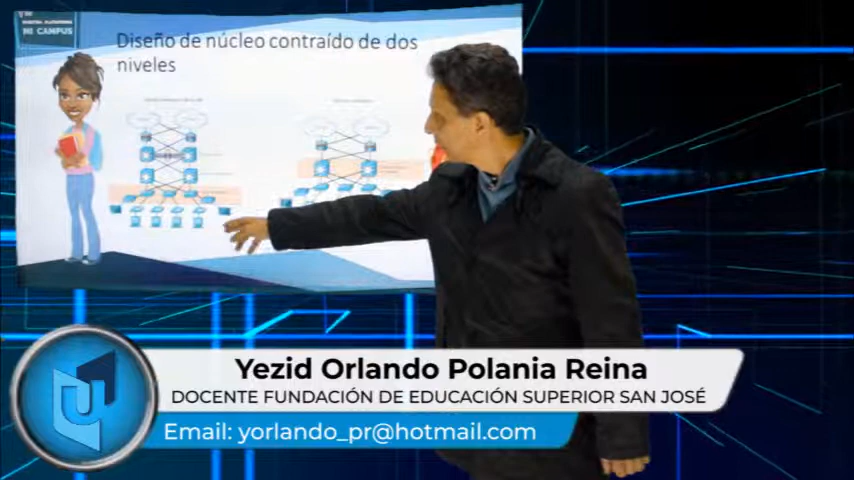 MI CAMPUS
Diseño de núcleo contraído de dos
niveles
Yezid Orlando Polania Reina
DOCENTE FUNDACIÓN DE EDUCACIÓN SUPERIOR SAN JOSÉ
Email: yorlando_pr@hotmail.com